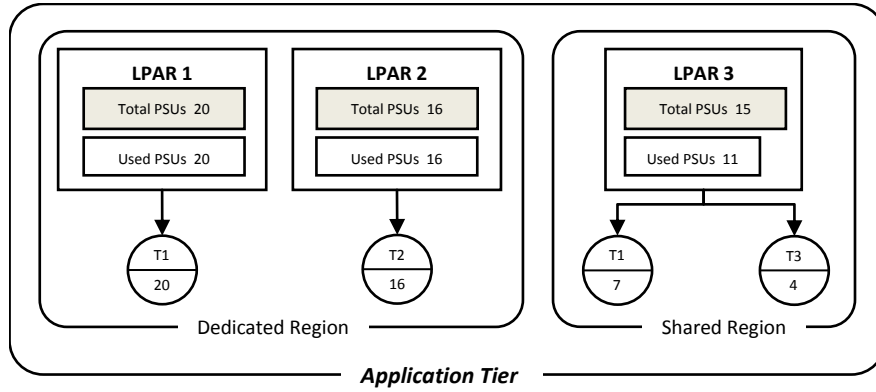 LPAR 1
Total PSUs 20
Used PSUs 20
T1
20
LPAR 2
Total PSUs 16
Used PSUs 16
T2
16
Dedicated Region
LPAR 3
Total PSUs 15
Used PSUs 11
T1
7
T3
4
Shared Region
Application Tier